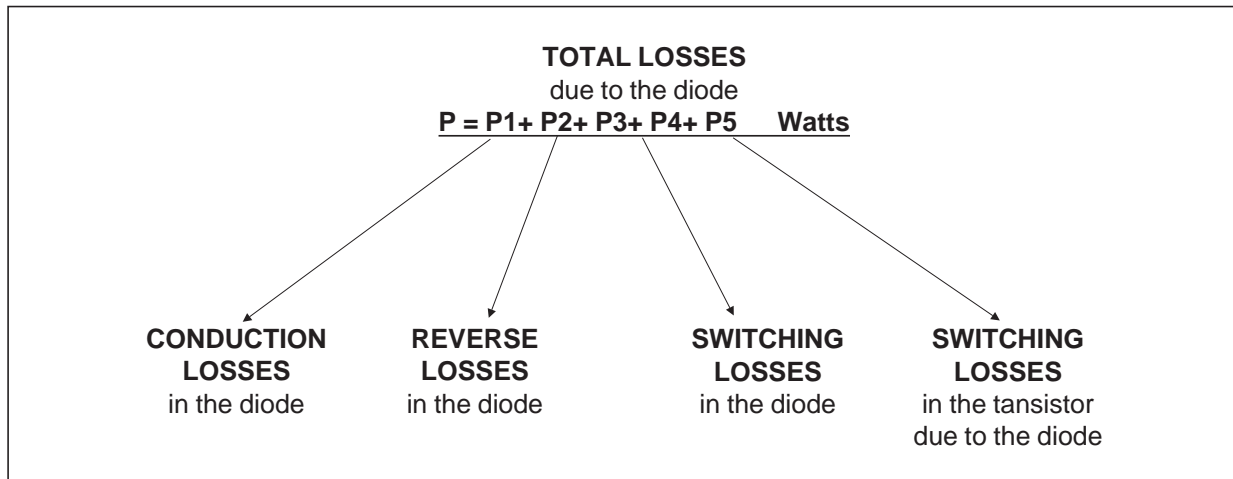 TOTAL LOSSES
due to the diode
P = P1+ P2+ P3+ P4+ P5 Watts
CONDUCTION
LOSSES
in the diode
REVERSE
LOSSES
in the diode
SWITCHING
LOSSES
in the diode
SWITCHING
LOSSES
in the tansistor
due to the diode